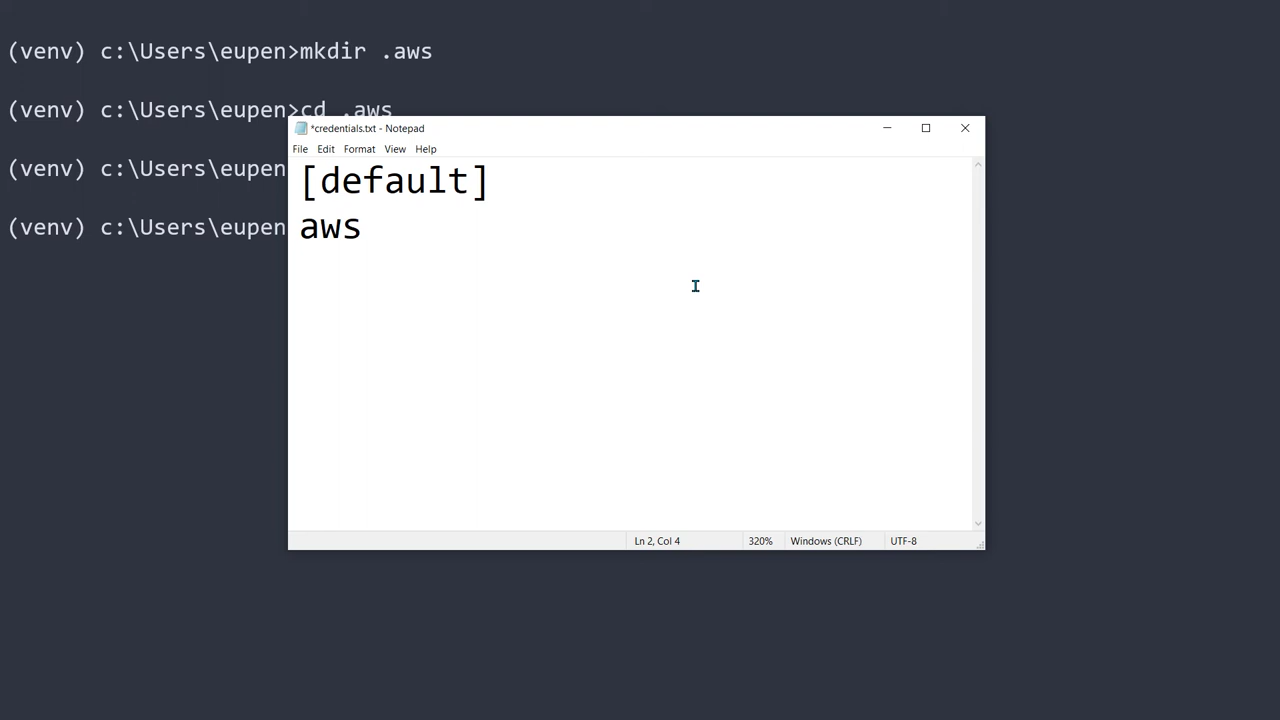 (venv) c:\Users\eupen>mkdir .aws
(venv) c:\Users\eupen>cd .aws
(venv) c:\Users\eupen
(venv) c:\Users\eupen
*credentials.txt - Notepad
File Edit Format View Help
[default]
aws
Ln 2, Col 4 320% Windows (CRLF) UTF-8